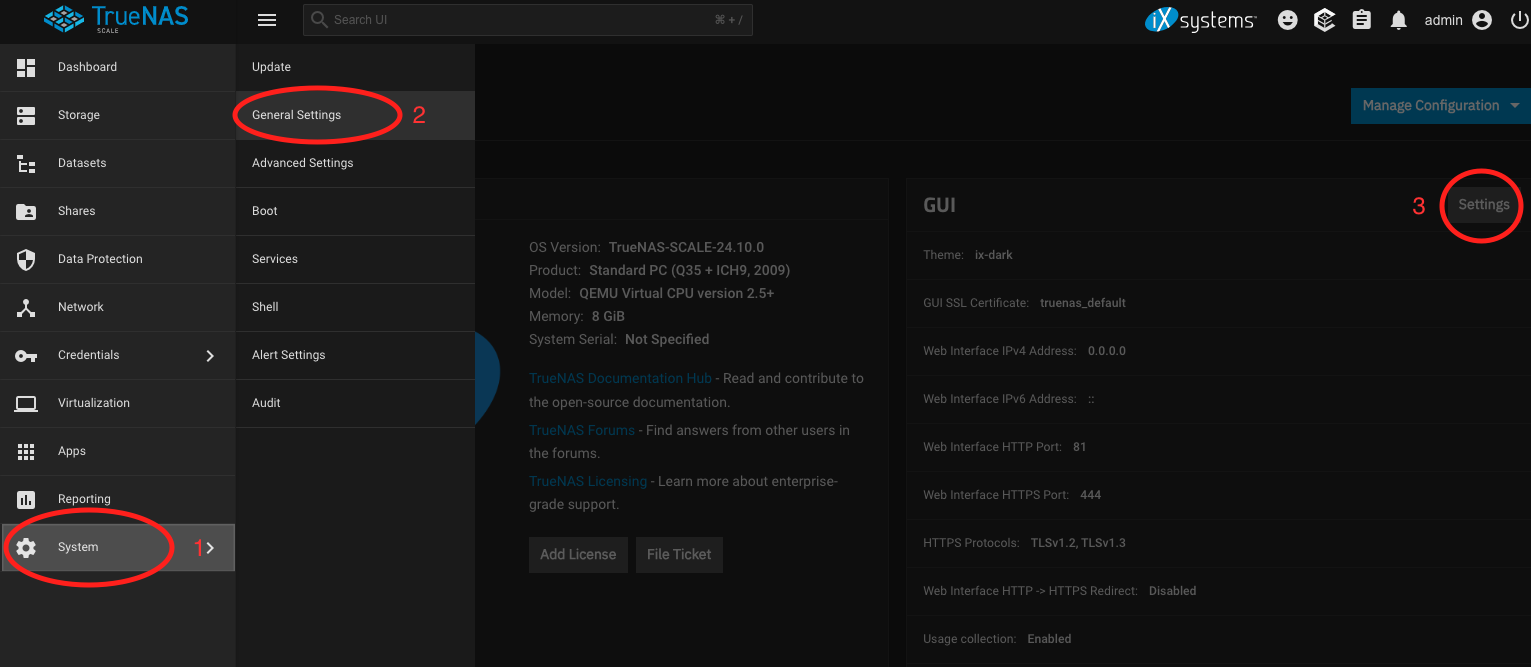 TrueNAS
SCALE
Search UI
⌘ + /
iXsystems™
admin
Dashboard
Storage
Datasets
Shares
Data Protection
Network
Credentials
Virtualization
Apps
Reporting
System
1
Update
General Settings
2
Advanced Settings
Boot
Services
Shell
Alert Settings
Audit
Manage Configuration
OS Version: TrueNAS-SCALE-24.10.0
Product: Standard PC (Q35 + ICH9, 2009)
Model: QEMU Virtual CPU version 2.5+
Memory: 8 GiB
System Serial: Not Specified
TrueNAS Documentation Hub - Read and contribute to
the open-source documentation.
TrueNAS Forums - Find answers from other users in
the forums.
TrueNAS Licensing - Learn more about enterprise-
grade support.
Add License
File Ticket
GUI
3
Settings
Theme: ix-dark
GUI SSL Certificate: truenas_default
Web Interface IPv4 Address: 0.0.0.0
Web Interface IPv6 Address: ::
Web Interface HTTP Port: 81
Web Interface HTTPS Port: 444
HTTPS Protocols: TLSv1.2, TLSv1.3
Web Interface HTTP -> HTTPS Redirect: Disabled
Usage collection: Enabled